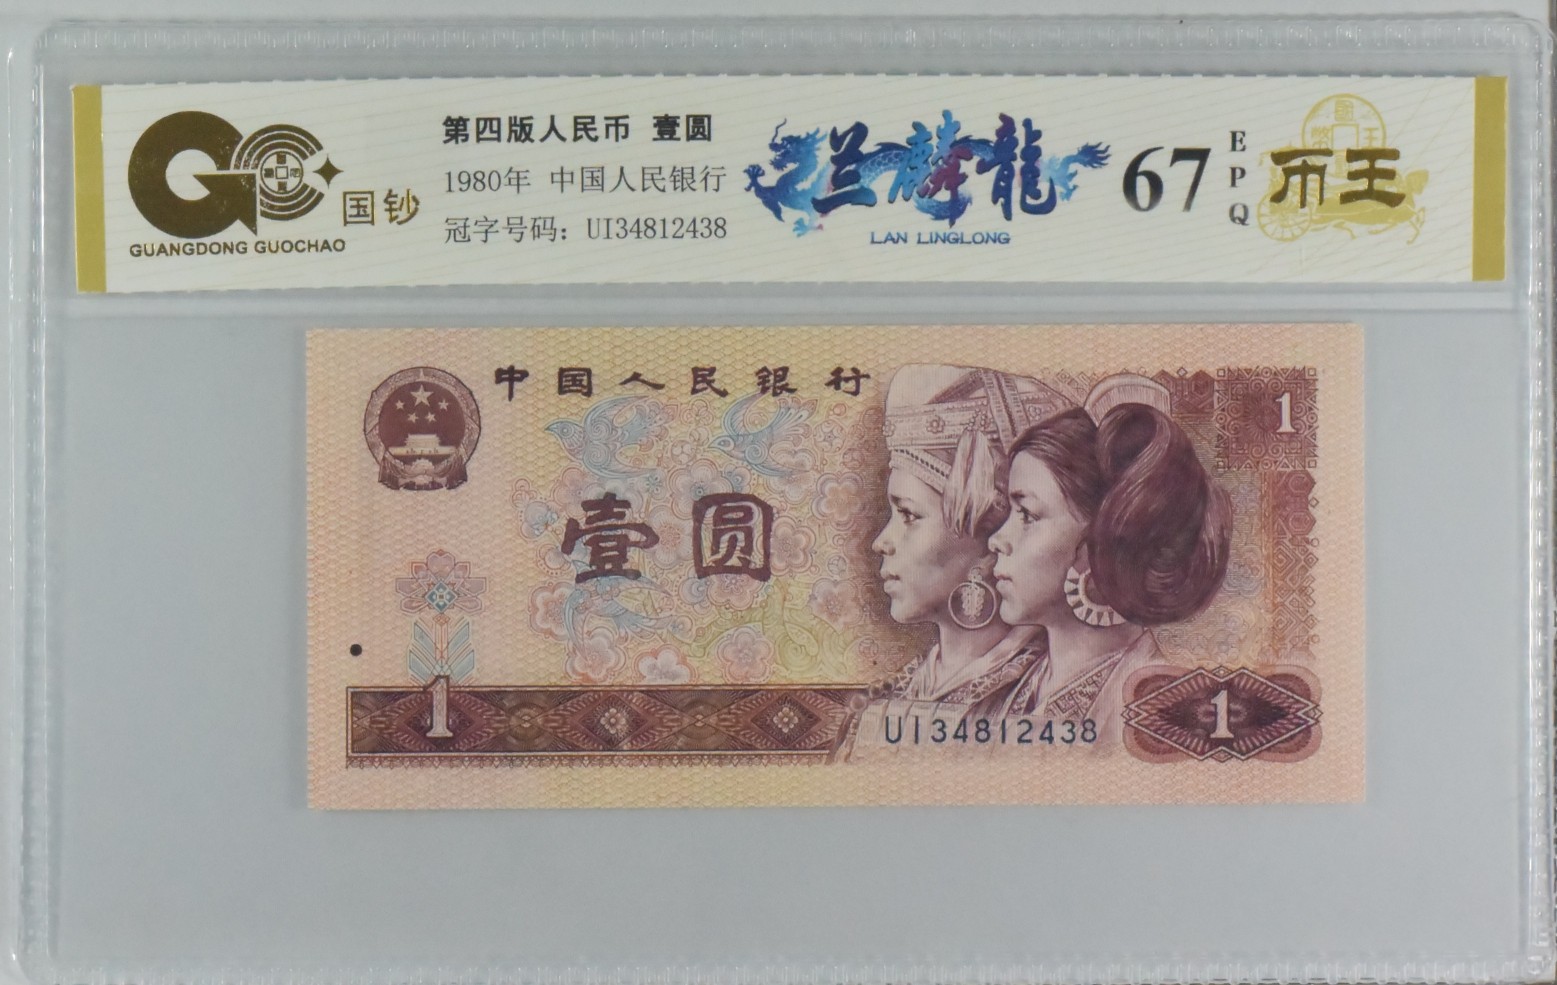 GUANGDONG GUOCHAO
国钞
第四版人民币 壹圆
1980年 中国人民银行
冠字号码：UI34812438
兰麟龍
LAN LINGLONG
67
EPQ
币王
中国人民银行
1
壹圆
1
UI34812438
1